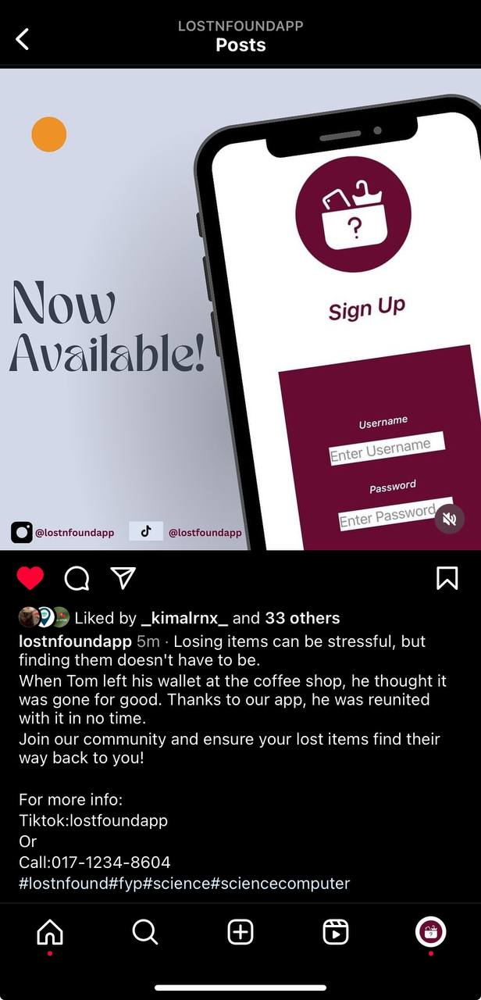 LOSTNFOUNDAPP
Posts
?
Sign Up
Now
Available!
Username
Enter Username
Password
Enter Password
@lostnfoundapp
@lostfoundapp
Liked by _kimalrnx_ and 33 others
lostnfoundapp 5m · Losing items can be stressful, but
finding them doesn't have to be.
When Tom left his wallet at the coffee shop, he thought it
was gone for good. Thanks to our app, he was reunited
with it in no time.
Join our community and ensure your lost items find their
way back to you!
For more info:
Tiktok:lostfoundapp
Or
Call:017-1234-8604
#lostnfound#fyp#science#sciencecomputer